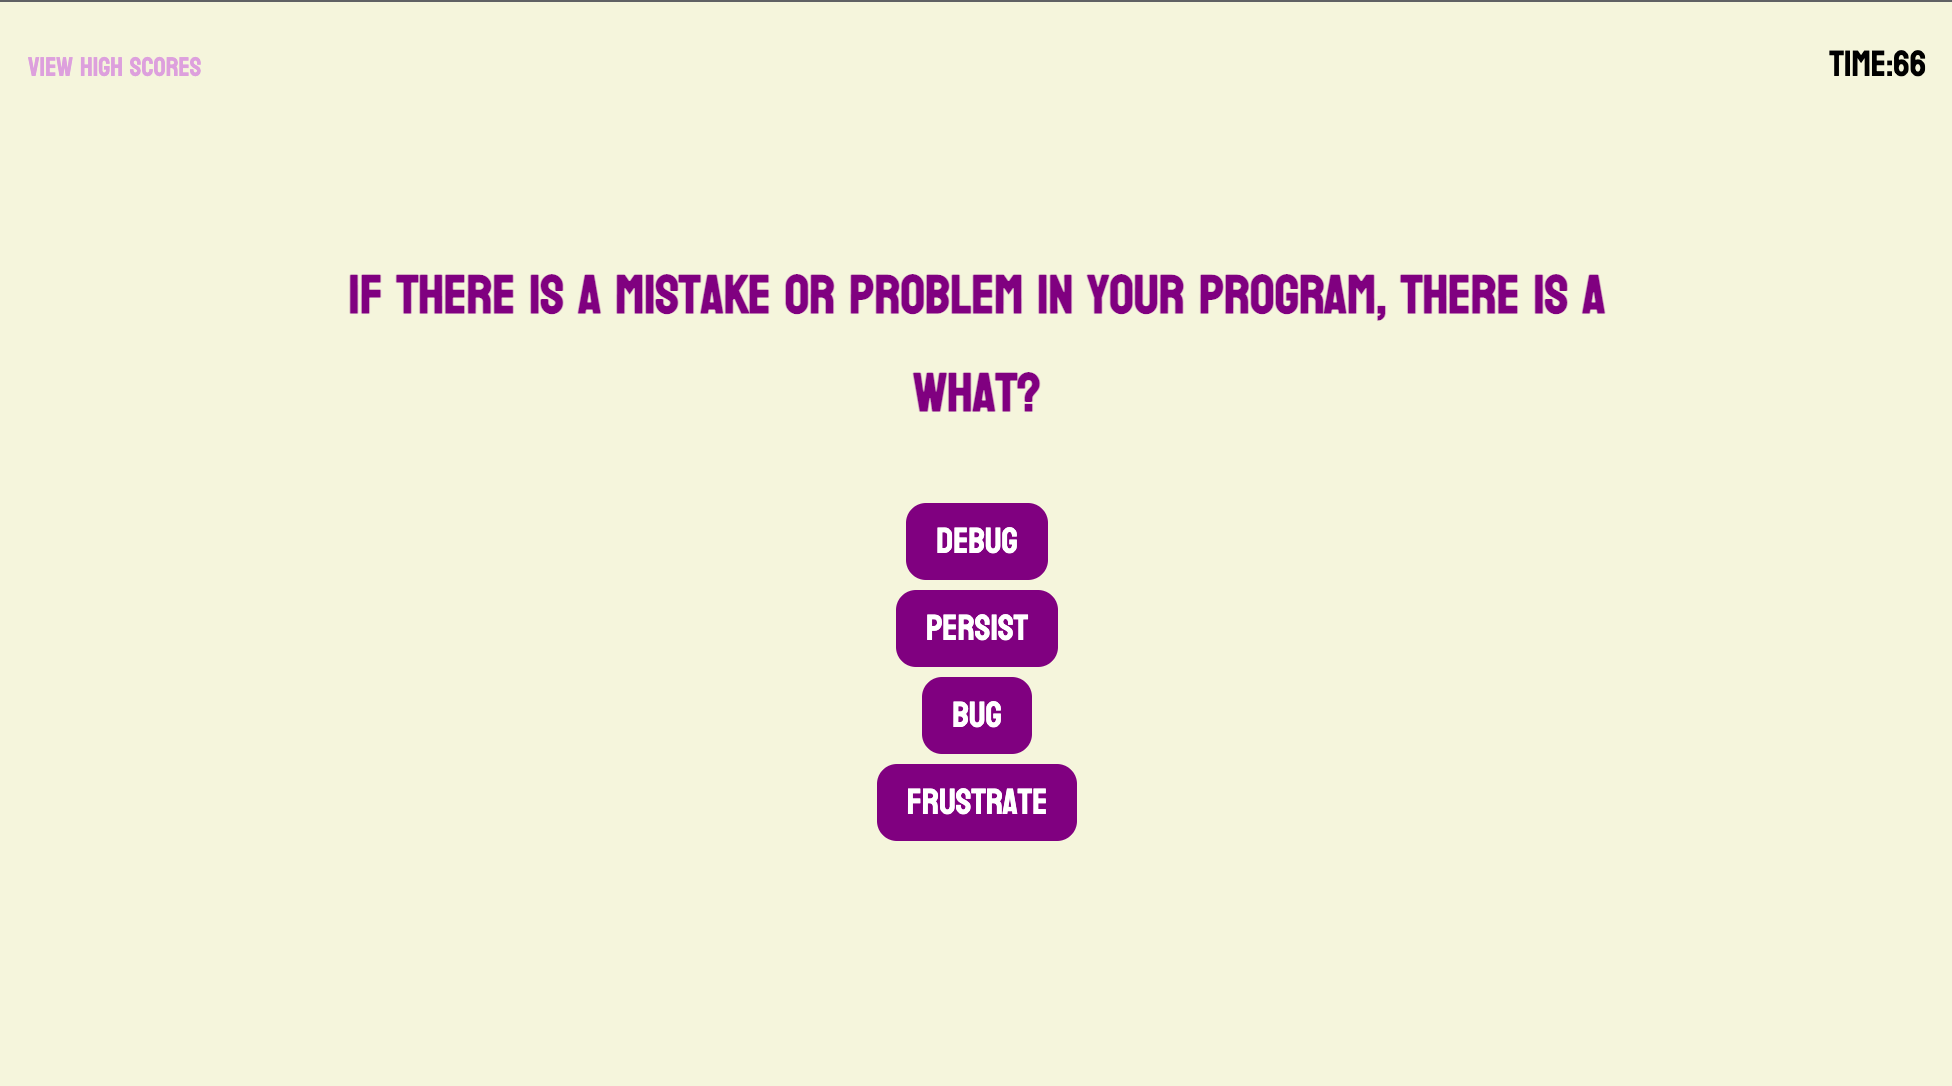 VIEW HIGH SCORES
TIME:66
IF THERE IS A MISTAKE OR PROBLEM IN YOUR PROGRAM, THERE IS A
WHAT?
DEBUG
PERSIST
BUG
FRUSTRATE